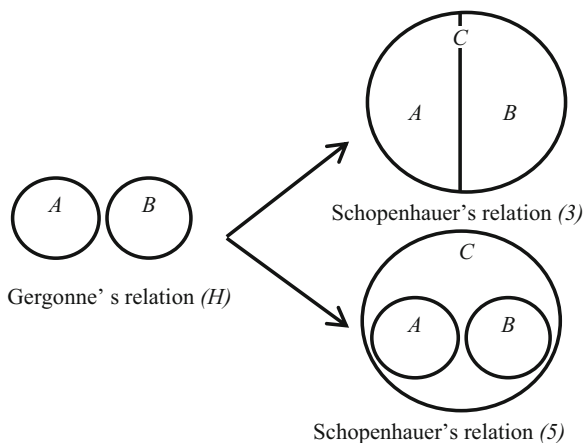 C
A
B
Schopenhauer's relation (3)
A
B
Gergonne' s relation (H)
C
A
B
Schopenhauer's relation (5)